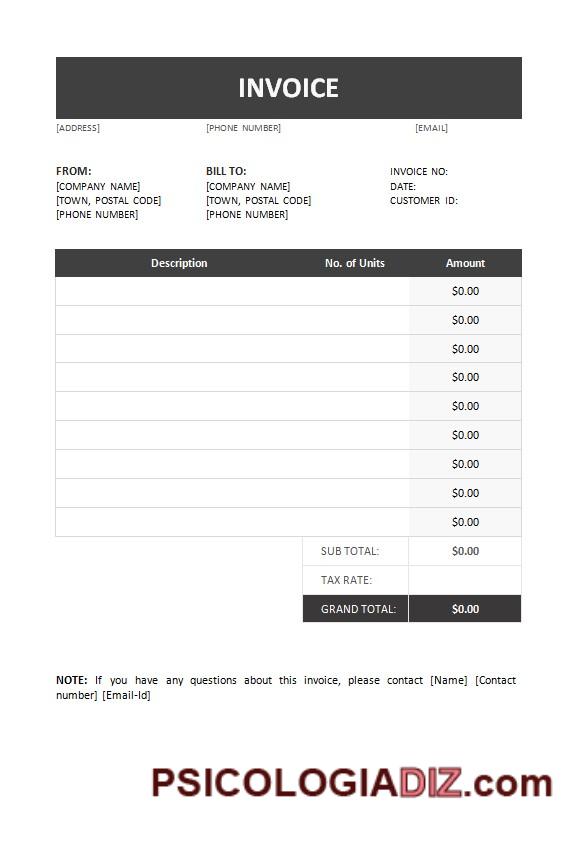 INVOICE
[ADDRESS] [PHONE NUMBER] [EMAIL]
FROM: BILL TO: INVOICE NO:
[COMPANY NAME] [COMPANY NAME] DATE:
[TOWN, POSTAL CODE] [TOWN, POSTAL CODE] CUSTOMER ID:
[PHONE NUMBER] [PHONE NUMBER]
Description No. of Units Amount
$0.00
$0.00
$0.00
$0.00
$0.00
$0.00
$0.00
$0.00
$0.00
SUB TOTAL: $0.00
TAX RATE:
GRAND TOTAL: $0.00
NOTE: If you have any questions about this invoice, please contact [Name] [Contact
number] [Email-Id]
PSICOLOGIADIZ.com